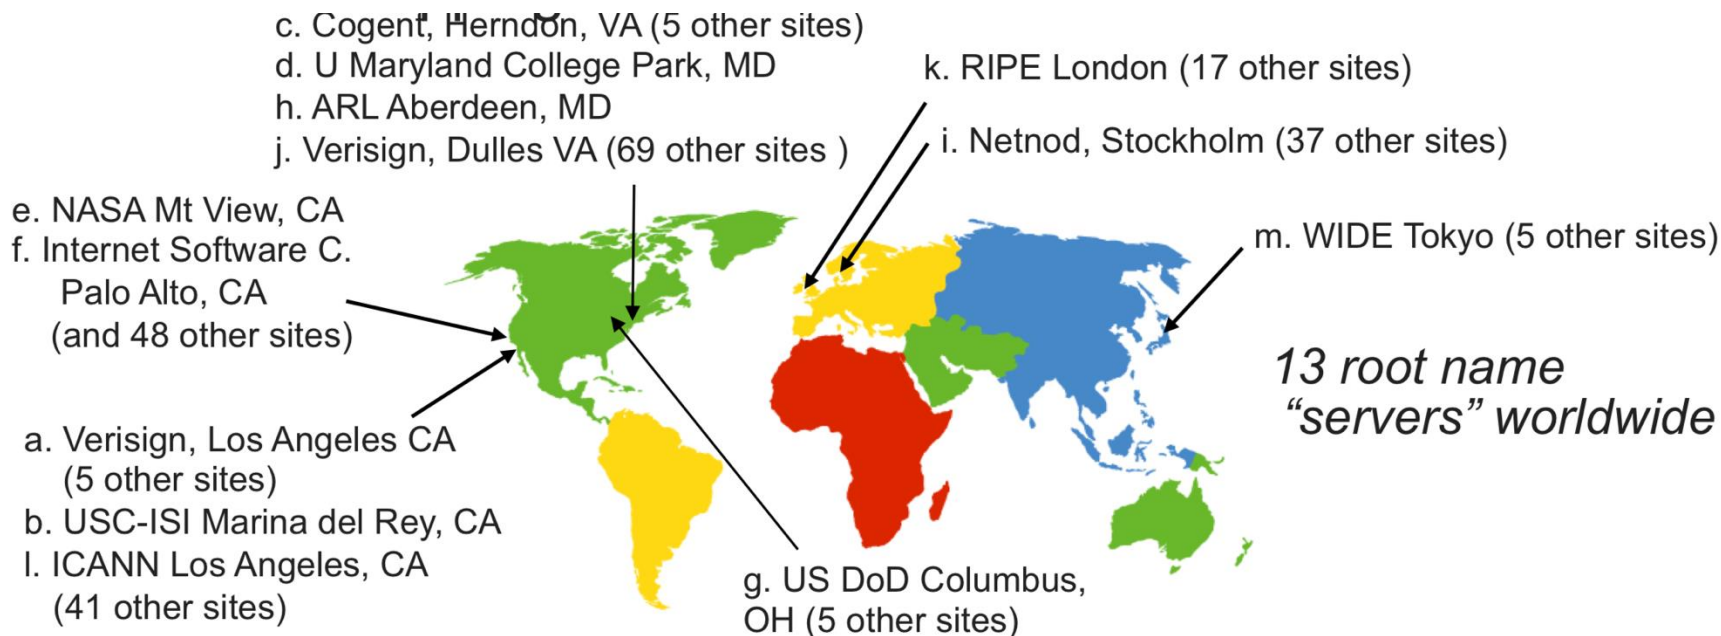 c. Cogent, Herndon, VA (5 other sites)
d. U Maryland College Park, MD
h. ARL Aberdeen, MD
j. Verisign, Dulles VA (69 other sites )
k. RIPE London (17 other sites)
i. Netnod, Stockholm (37 other sites)
e. NASA Mt View, CA
f. Internet Software C.
Palo Alto, CA
(and 48 other sites)
m. WIDE Tokyo (5 other sites)
13 root name
“servers” worldwide
a. Verisign, Los Angeles CA
(5 other sites)
b. USC-ISI Marina del Rey, CA
l. ICANN Los Angeles, CA
(41 other sites)
g. US DoD Columbus,
OH (5 other sites)